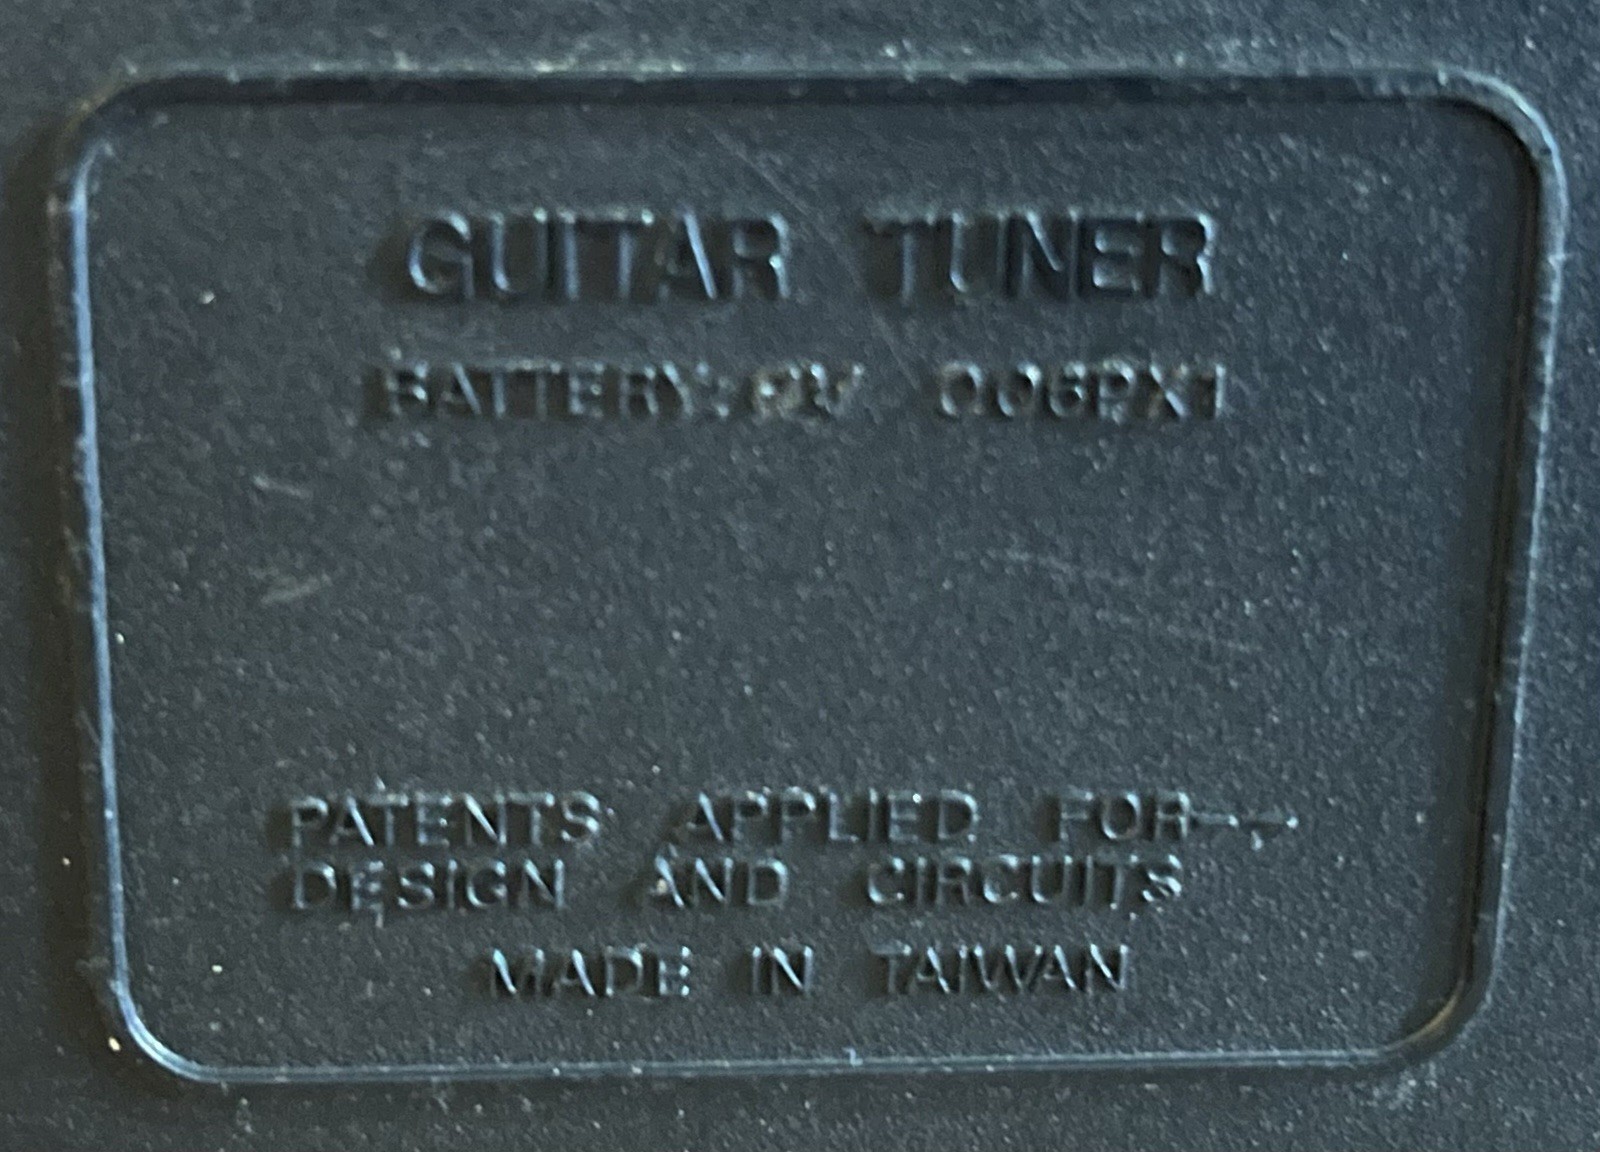 GUITAR TUNER
BATTERY:9V 006PX1
PATENTS APPLIED FOR--
DESIGN AND CIRCUITS
MADE IN TAIWAN